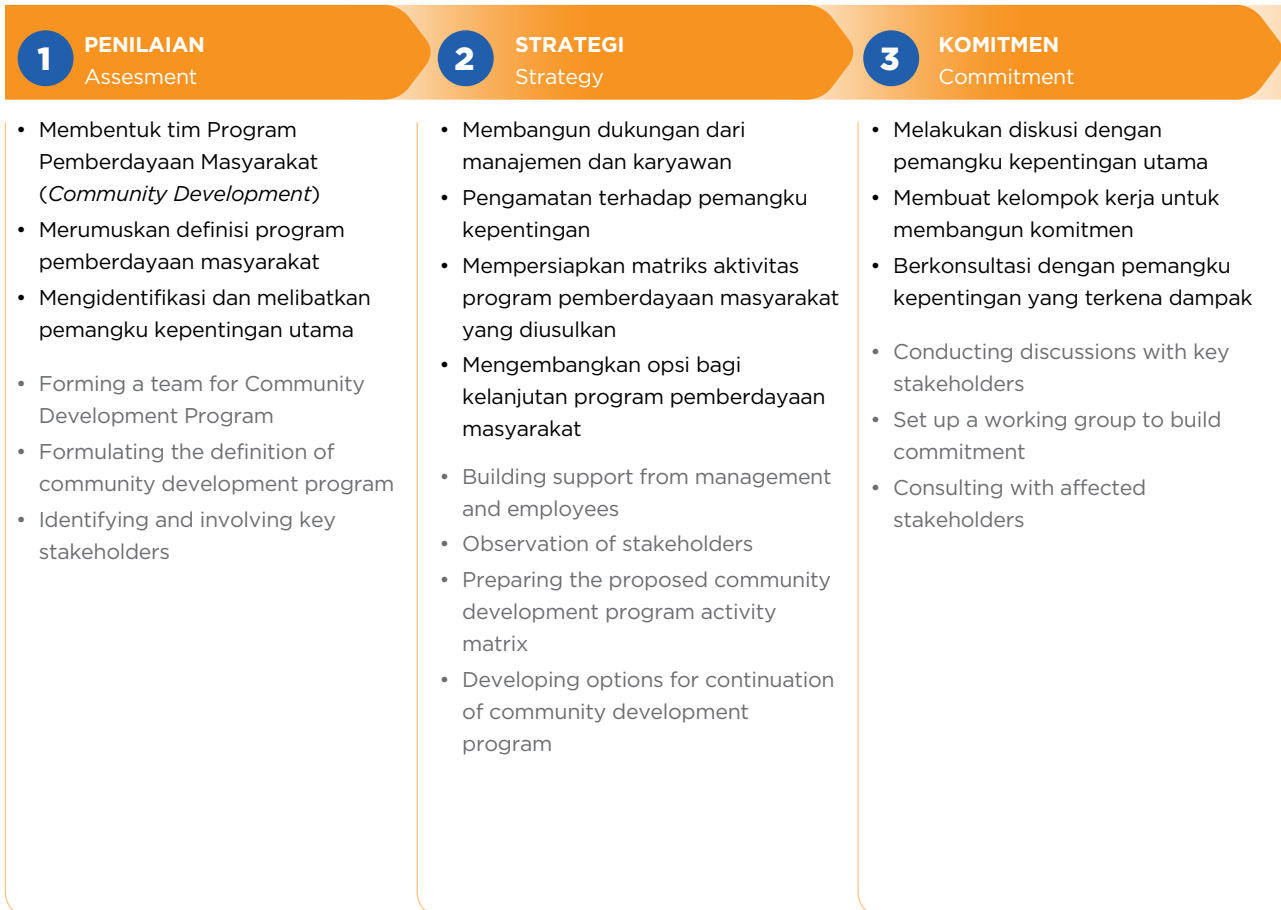 1
PENILAIAN
Assesment
• Membentuk tim Program
Pemberdayaan Masyarakat
(Community Development)
• Merumuskan definisi program
pemberdayaan masyarakat
• Mengidentifikasi dan melibatkan
pemangku kepentingan utama
• Forming a team for Community
Development Program
• Formulating the definition of
community development program
• Identifying and involving key
stakeholders
2
STRATEGI
Strategy
• Membangun dukungan dari
manajemen dan karyawan
• Pengamatan terhadap pemangku
kepentingan
• Mempersiapkan matriks aktivitas
program pemberdayaan masyarakat
yang diusulkan
• Mengembangkan opsi bagi
kelanjutan program pemberdayaan
masyarakat
• Building support from management
and employees
• Observation of stakeholders
• Preparing the proposed community
development program activity
matrix
• Developing options for continuation
of community development
program
3
KOMITMEN
Commitment
• Melakukan diskusi dengan
pemangku kepentingan utama
• Membuat kelompok kerja untuk
membangun komitmen
• Berkonsultasi dengan pemangku
kepentingan yang terkena dampak
• Conducting discussions with key
stakeholders
• Set up a working group to build
commitment
• Consulting with affected
stakeholders